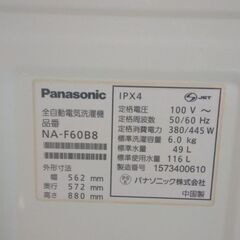 Panasonic
全自動電気洗濯機
品番
NA-F60B8
外形寸法
幅 562 mm
奥行 572 mm
高さ 880 mm
IPX4
JET
定格電圧 100 V ～
定格周波数 50/60 Hz
定格消費電力 380/445 W
標準洗濯容量 6.0 kg
標準水量 49 L
標準使用水量 116 L
製造番号 1573400610
パナソニック株式会社
中国製